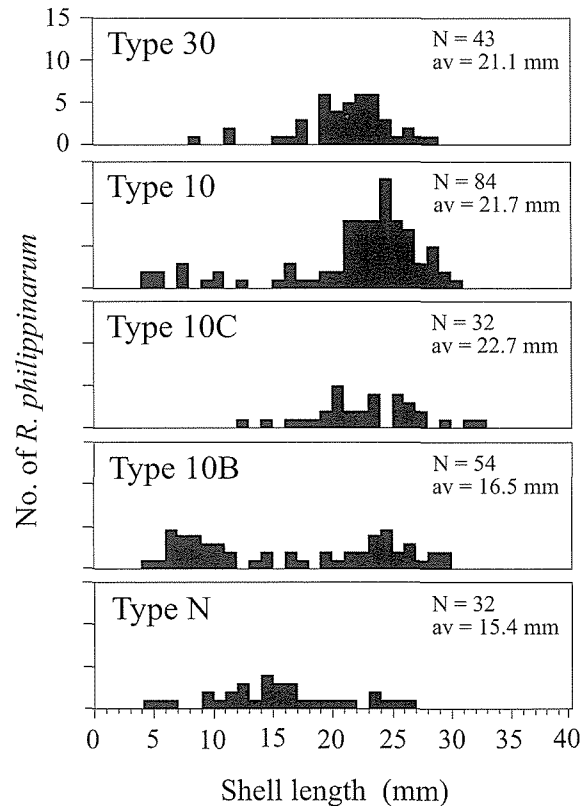 15
10
5
0
Type 30
N = 43
av = 21.1 mm
Type 10
N = 84
av = 21.7 mm
Type 10C
N = 32
av = 22.7 mm
Type 10B
N = 54
av = 16.5 mm
Type N
N = 32
av = 15.4 mm
No. of R. philippinarum
0 5 10 15 20 25 30 35 40
Shell length (mm)